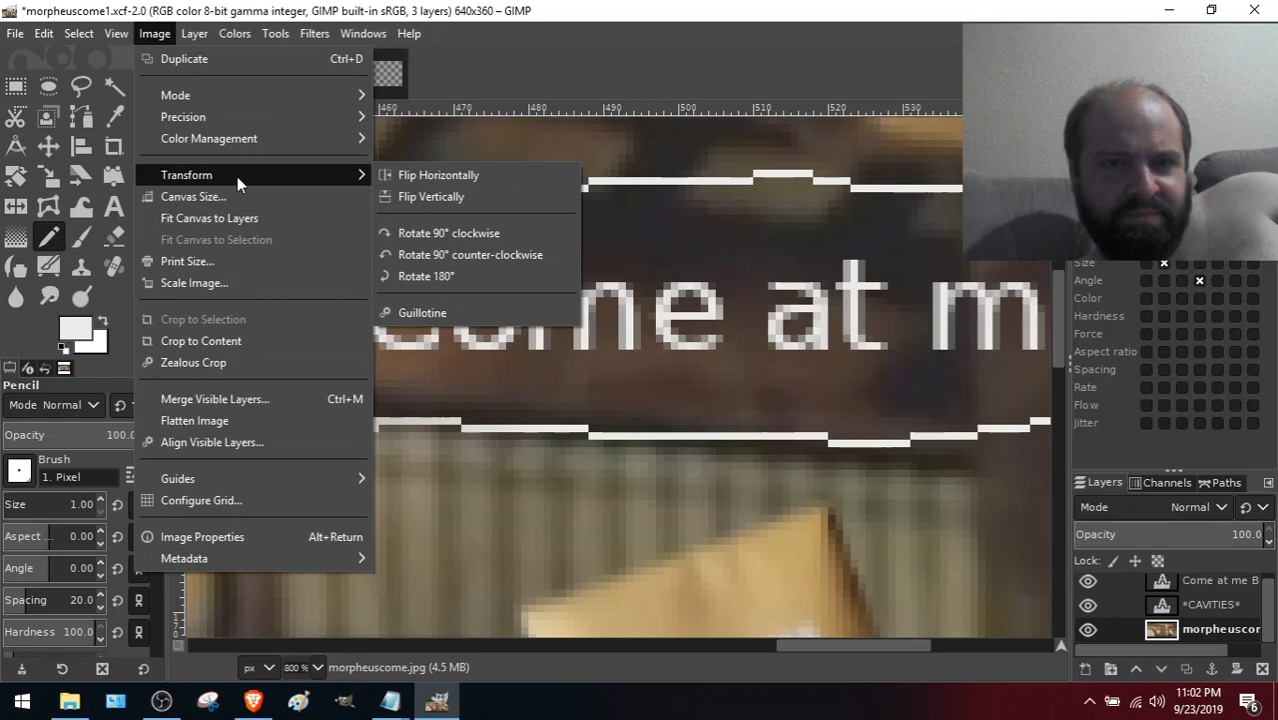 *morpheuscome1.xcf-2.0 (RGB color 8-bit gamma integer, GIMP built-in sRGB, 3 layers) 640x360 – GIMP
File Edit Select View Image Layer Colors Tools Filters Windows Help
Duplicate Ctrl+D
Mode
Precision
Color Management
Transform
Canvas Size...
Fit Canvas to Layers
Fit Canvas to Selection
Print Size...
Scale Image...
Crop to Selection
Crop to Content
Zealous Crop
Merge Visible Layers... Ctrl+M
Flatten Image
Align Visible Layers...
Guides
Configure Grid...
Image Properties Alt+Return
Metadata
Flip Horizontally
Flip Vertically
Rotate 90° clockwise
Rotate 90° counter-clockwise
Rotate 180°
Guillotine
460 470 480 490 500 510 520 530
come at m
Pencil
Mode Normal
Opacity 100.0
Brush
1. Pixel
Size 1.00
Aspect ... 0.00
Angle 0.00
Spacing 20.0
Hardness 100.0
Size
Angle
Color
Hardness
Force
Aspect ratio
Spacing
Rate
Flow
Jitter
Layers Channels Paths
Mode Normal
Opacity 100.0
Lock:
Come at me B
*CAVITIES*
morpheuscor
px 800 % morpheuscome.jpg (4.5 MB)
11:02 PM
9/23/2019
6